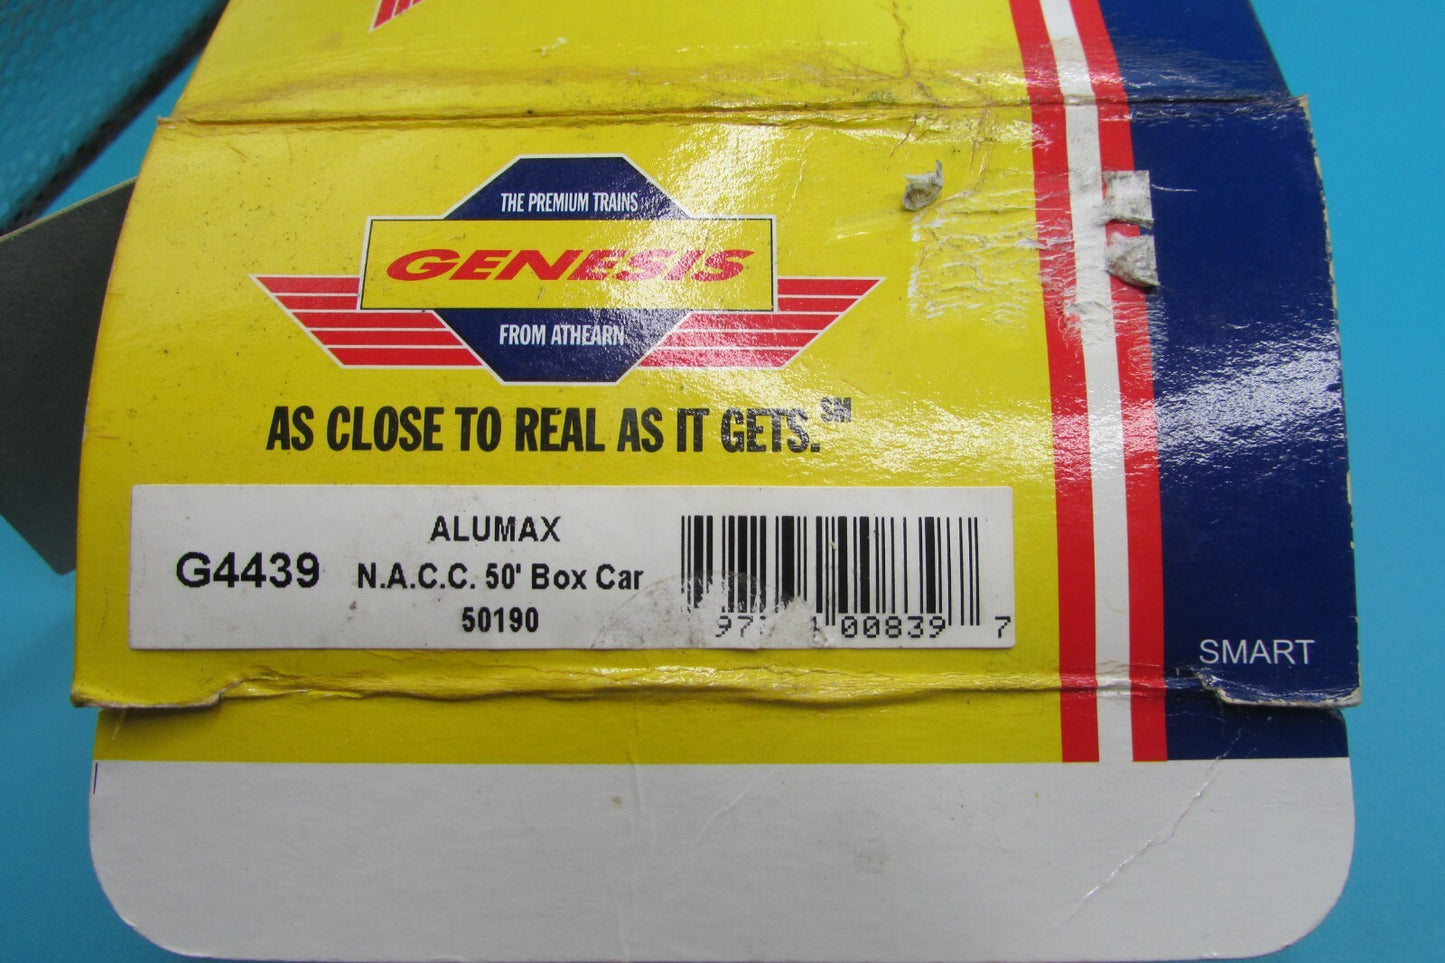 THE PREMIUM TRAINS
GENESIS
FROM ATHEARN
AS CLOSE TO REAL AS IT GETS.℠
G4439
ALUMAX
N.A.C.C. 50' Box Car
50190
00839 7
SMART